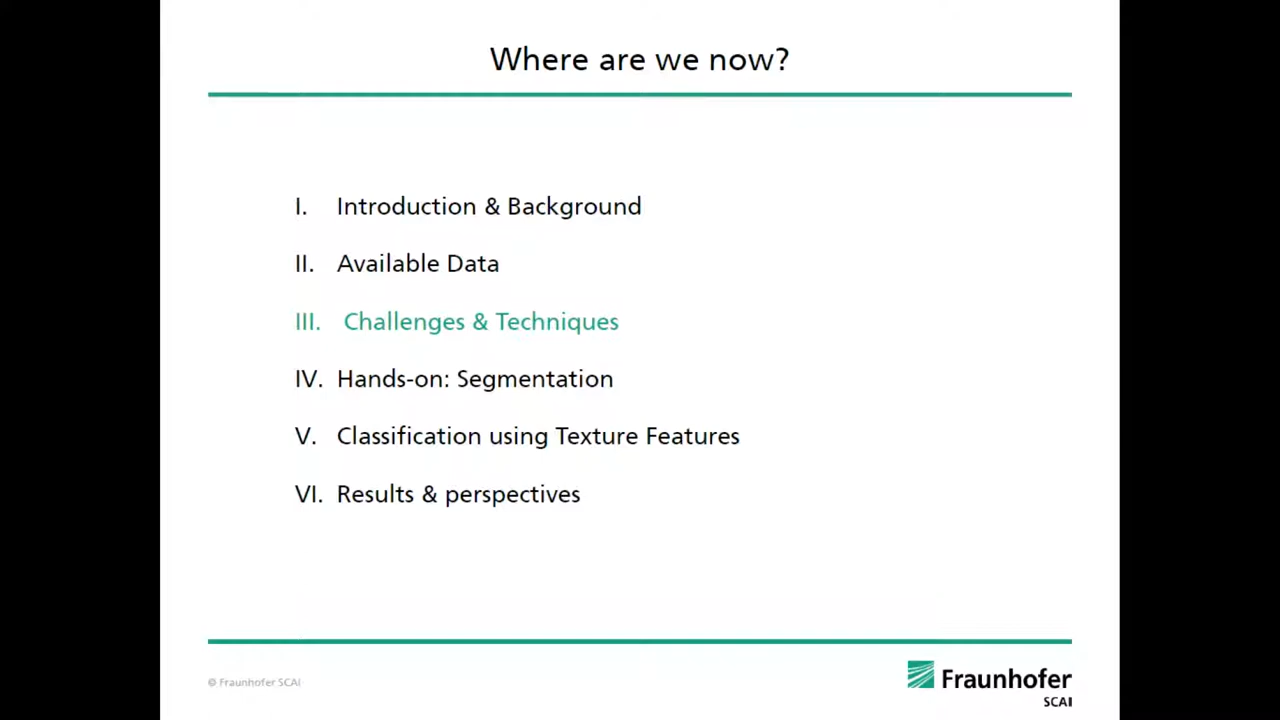 Where are we now?
I. Introduction & Background
II. Available Data
III. Challenges & Techniques
IV. Hands-on: Segmentation
V. Classification using Texture Features
VI. Results & perspectives
© Fraunhofer SCAI
Fraunhofer
SCAI